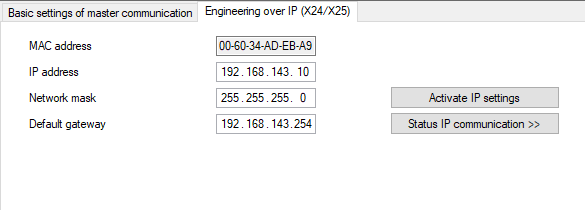 Basic settings of master communication Engineering over IP (X24/X25)
MAC address 00-60-34-AD-EB-A9
IP address 192.168.143. 10
Network mask 255.255.255. 0 Activate IP settings
Default gateway 192.168.143.254 Status IP communication >>